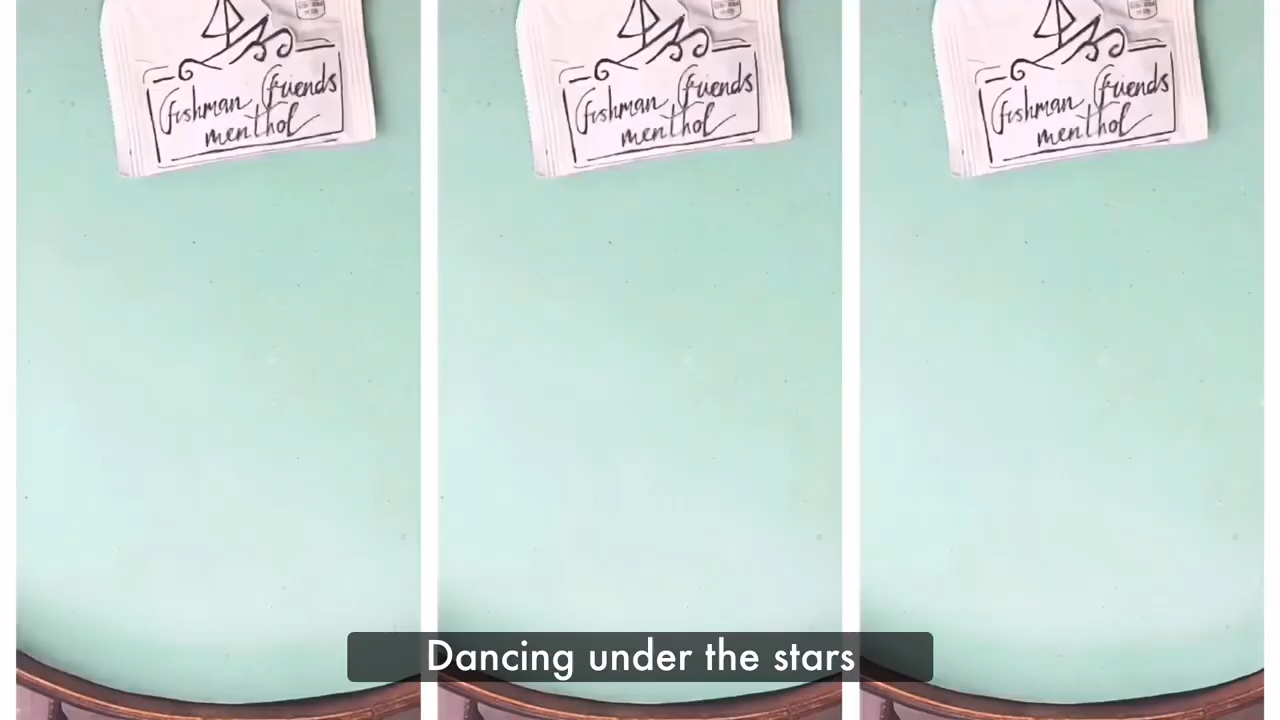 fishman friends
menthol
fishman friends
menthol
fishman friends
menthol
Dancing under the stars